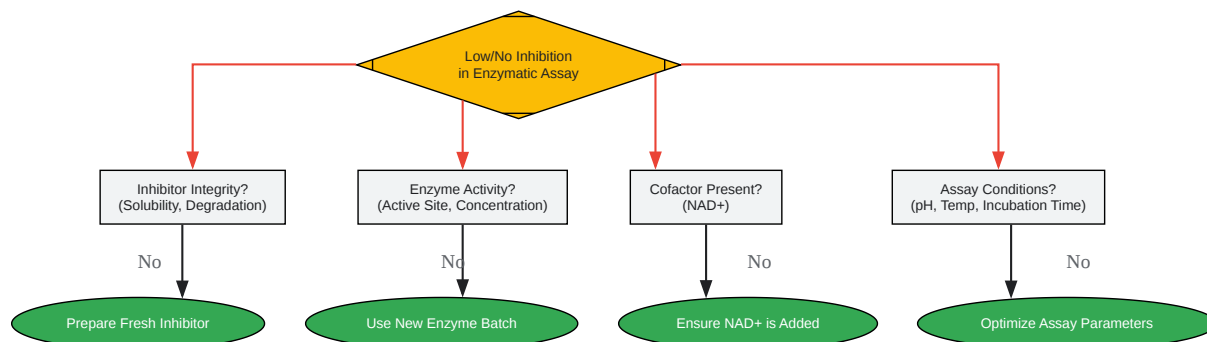 Low/No Inhibition
in Enzymatic Assay
Inhibitor Integrity?
(Solubility, Degradation)
Enzyme Activity?
(Active Site, Concentration)
Cofactor Present?
(NAD+)
Assay Conditions?
(pH, Temp, Incubation Time)
No
No
No
No
Prepare Fresh Inhibitor
Use New Enzyme Batch
Ensure NAD+ is Added
Optimize Assay Parameters